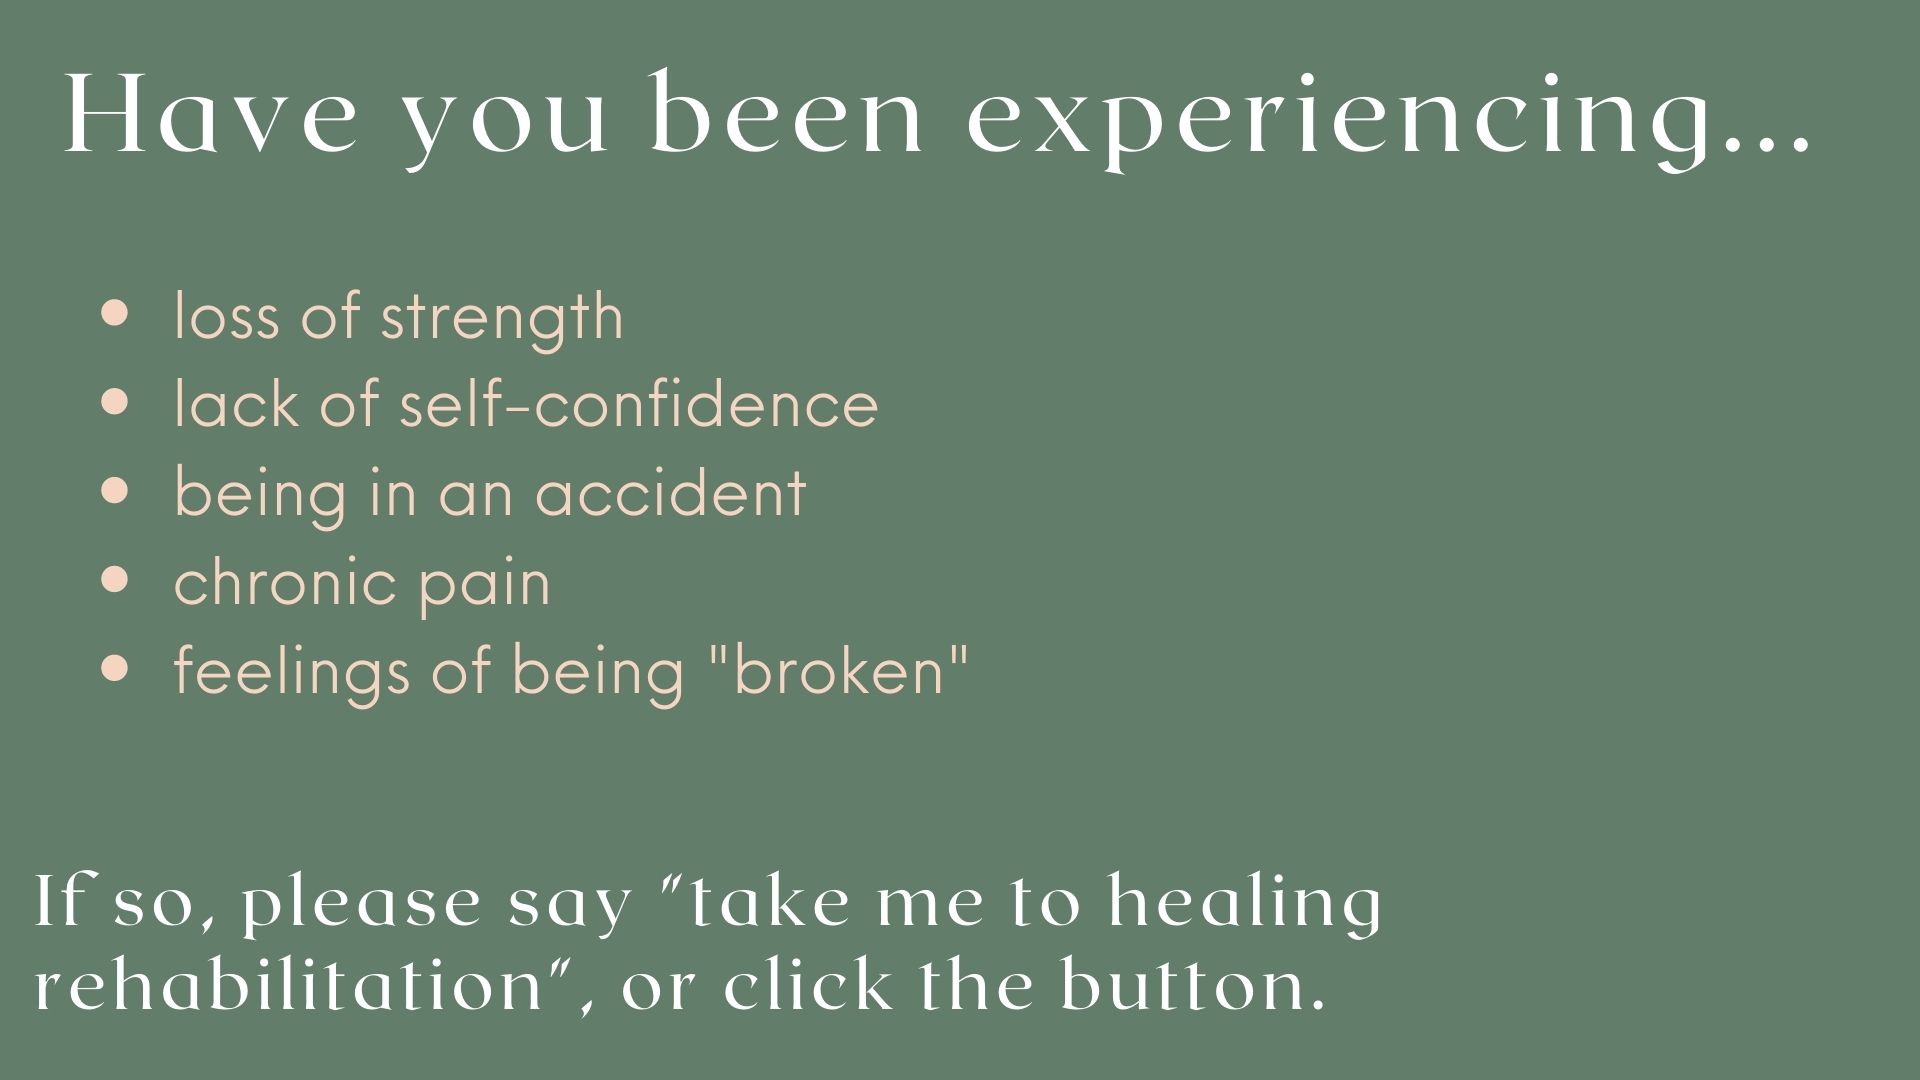 Have you been experiencing...
• loss of strength
• lack of self-confidence
• being in an accident
• chronic pain
• feelings of being "broken"
If so, please say "take me to healing
rehabilitation", or click the button.